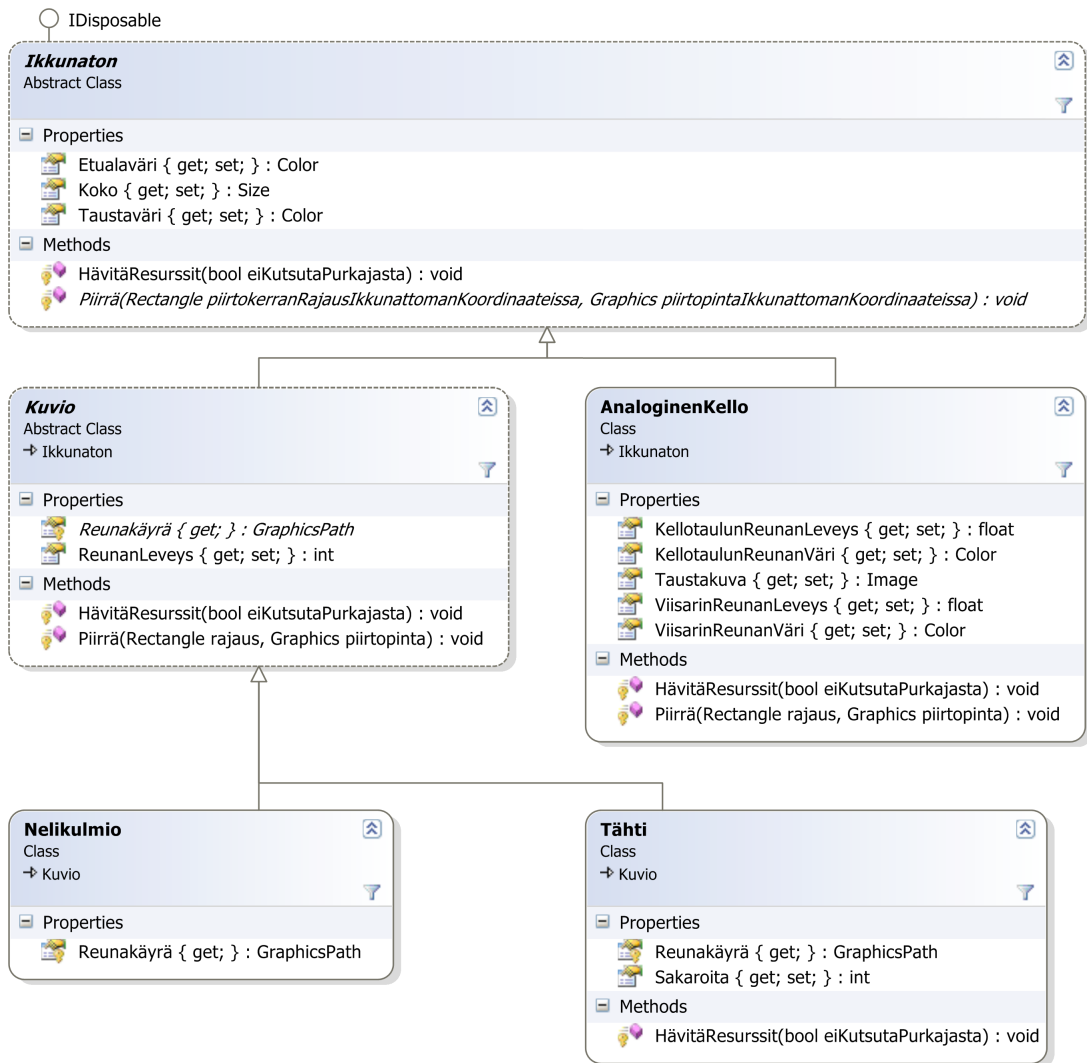 IDisposable
Ikkunaton
Abstract Class
Properties
Etualaväri { get; set; } : Color
Koko { get; set; } : Size
Taustaväri { get; set; } : Color
Methods
HävitäResurssit(bool eiKutsutaPurkajasta) : void
Piirrä(Rectangle piirtokerranRajausIkkunattomanKoordinaateissa, Graphics piirtopintaIkkunattomanKoordinaateissa) : void
Kuvio
Abstract Class
Ikkunaton
Properties
Reunakäyrä { get; } : GraphicsPath
ReunanLeveys { get; set; } : int
Methods
HävitäResurssit(bool eiKutsutaPurkajasta) : void
Piirrä(Rectangle rajaus, Graphics piirtopinta) : void
AnaloginenKello
Class
Ikkunaton
Properties
KellotaulunReunanLeveys { get; set; } : float
KellotaulunReunanVäri { get; set; } : Color
Taustakuva { get; set; } : Image
ViisarinReunanLeveys { get; set; } : float
ViisarinReunanVäri { get; set; } : Color
Methods
HävitäResurssit(bool eiKutsutaPurkajasta) : void
Piirrä(Rectangle rajaus, Graphics piirtopinta) : void
Nelikulmio
Class
Kuvio
Properties
Reunakäyrä { get; } : GraphicsPath
Tähti
Class
Kuvio
Properties
Reunakäyrä { get; } : GraphicsPath
Sakaroita { get; set; } : int
Methods
HävitäResurssit(bool eiKutsutaPurkajasta) : void